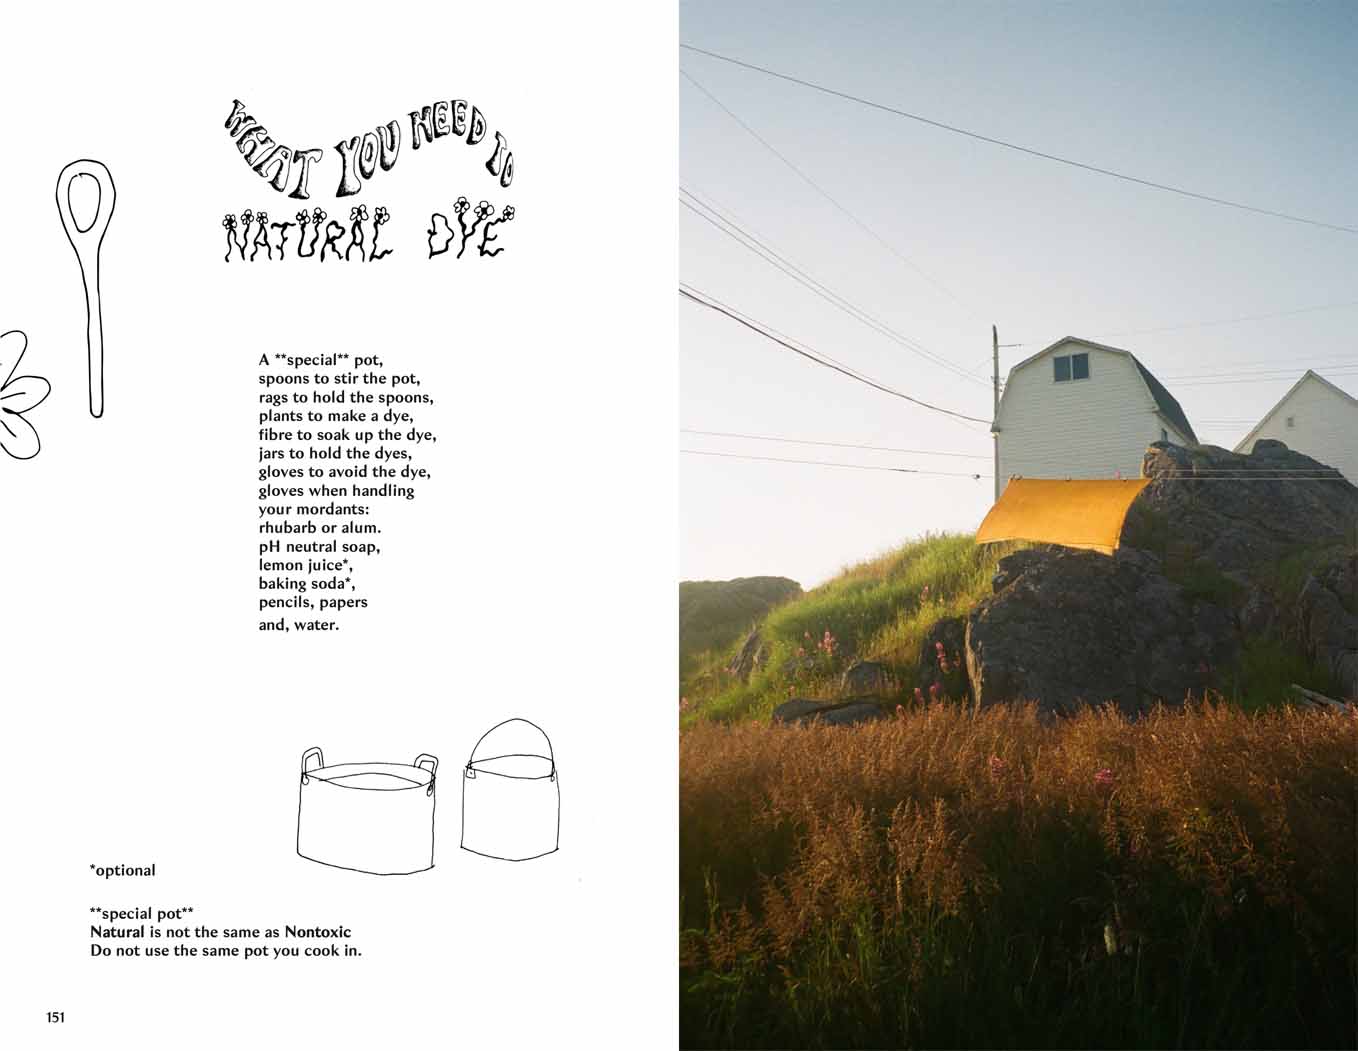 WHAT YOU NEED TO
NATURAL DYE
A **special** pot,
spoons to stir the pot,
rags to hold the spoons,
plants to make a dye,
fibre to soak up the dye,
jars to hold the dyes,
gloves to avoid the dye,
gloves when handling
your mordants:
rhubarb or alum.
pH neutral soap,
lemon juice*,
baking soda*,
pencils, papers
and, water.
*optional
**special pot**
Natural is not the same as Nontoxic
Do not use the same pot you cook in.
151